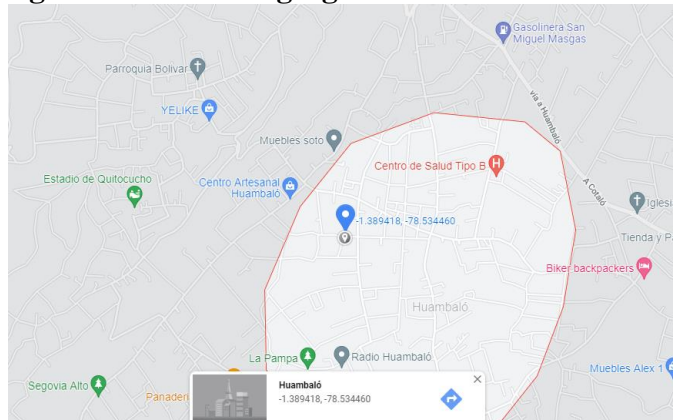 Gasolinera San
Miguel Masgas
Parroquia Bolivar
YELIKE
vía a Huambaló
Muebles soto
Centro de Salud Tipo B
Estadio de Quitocucho
Centro Artesanal
Huambaló
A Cotaló
Iglesi
-1.389418, -78.534460
Tienda y P
Biker backpackers
Huambaló
La Pampa
Radio Huambaló
Muebles Alex 1
Segovia Alto
Panaderí
Huambaló
-1.389418, -78.534460